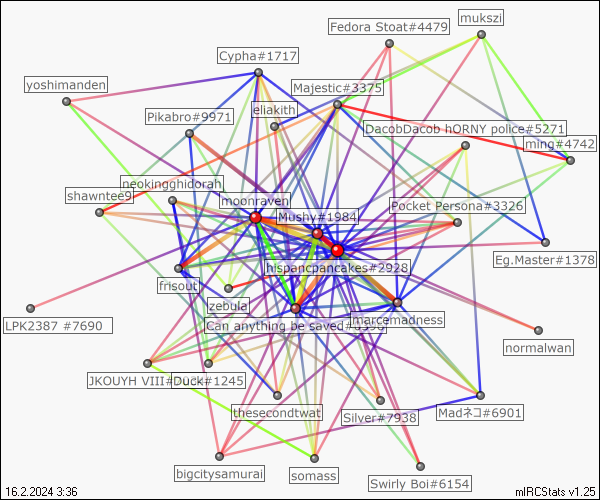 mukszi
Fedora Stoat#4479
Cypha#1717
yoshimanden
Majestic#3375
eliakith
Pikabro#9971
DacobDacob hORNY police#5271
ming#4742
neokingghidorah
shawntee9
moonraven
Pocket Persona#3326
Mushy#1984
Eg.Master#1378
hispancpancakes#2928
frisout
zebula
LPK2387 #7690
Can anything be saved
marcemadness
normalwan
JKOUYH VIII#
Duck#1245
thesecondtwat
Silver#7938
Madネコ#6901
bigcitysamurai
somass
Swirly Boi#6154
16.2.2024 3:36
mIRCStats v1.25